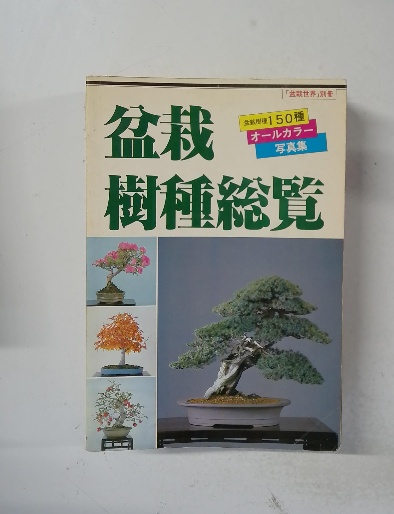 「盆栽世界」別冊
盆栽樹種150種
オールカラー
写真集
盆栽
樹種総覧